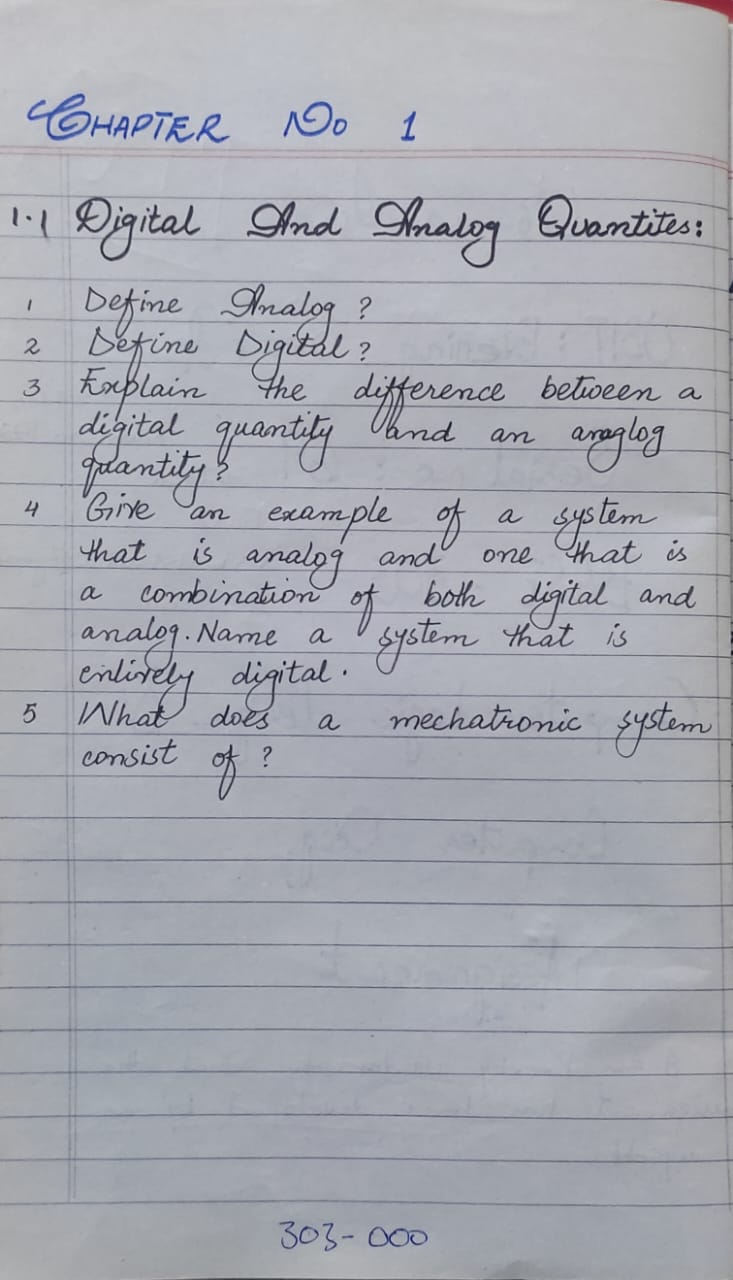 CHAPTER No 1
1.1 Digital And Analog Quantites:
1 Define Analog ?
2 Define Digital ?
3 Explain the difference between a
digital quantity and an anaglog
quantity?
4 Give an example of a system
that is analog and one that is
a combination of both digital and
analog. Name a system that is
entirely digital.
5 What does a mechatronic system
consist of ?
303-000